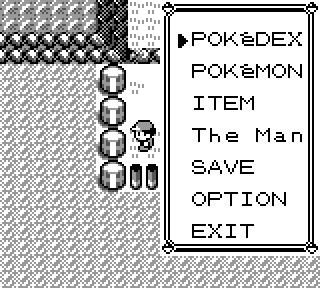 POKéDEX
POKéMON
ITEM
The Man
SAVE
OPTION
EXIT